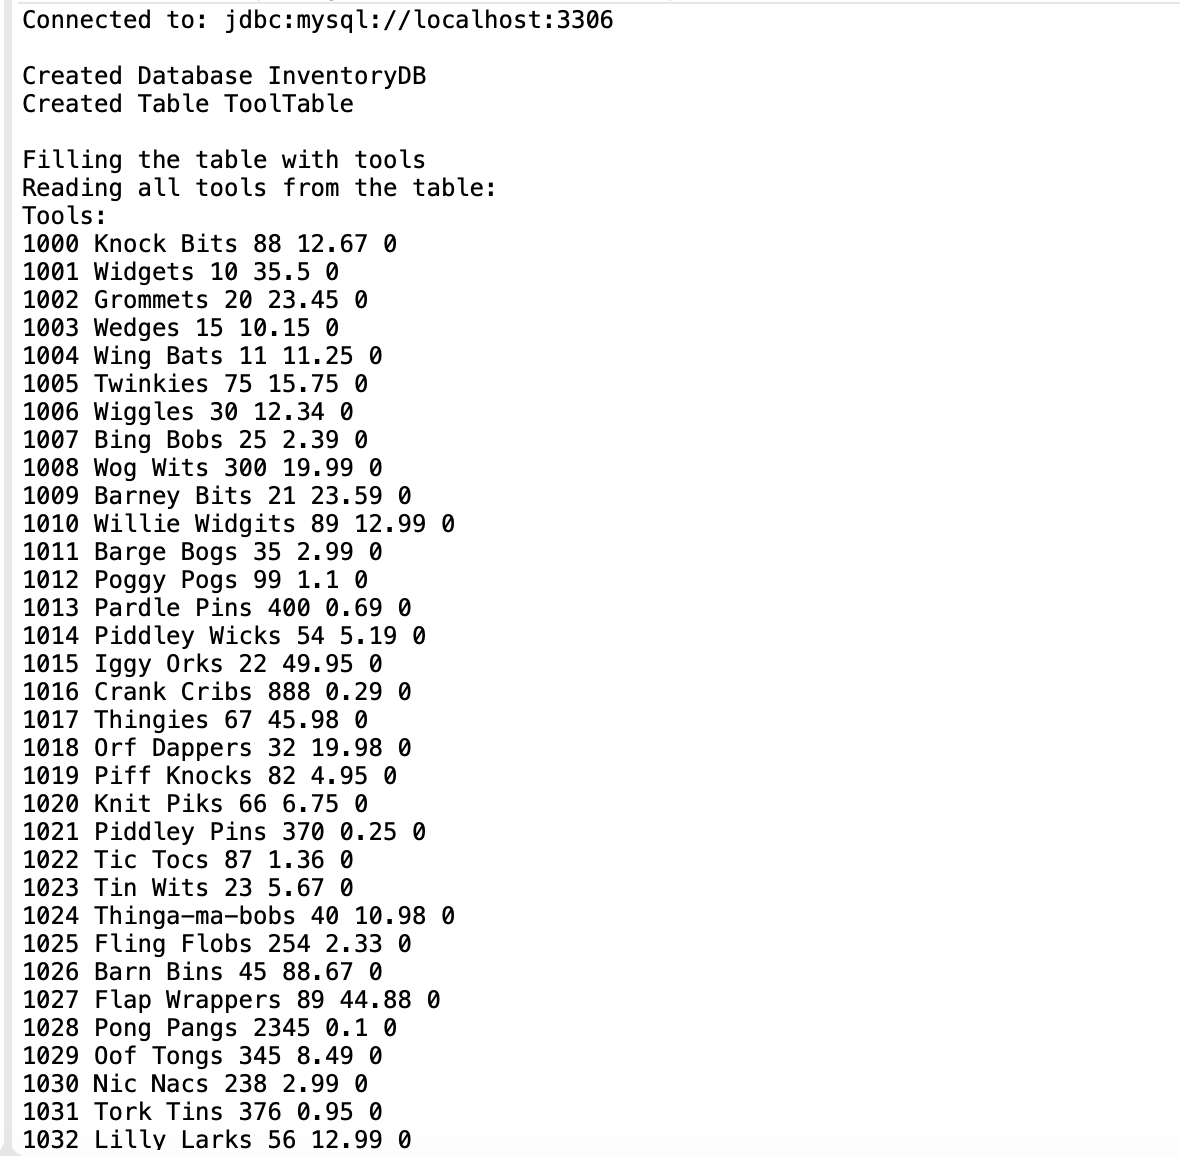 Connected to: jdbc:mysql://localhost:3306
Created Database InventoryDB
Created Table ToolTable
Filling the table with tools
Reading all tools from the table:
Tools:
1000 Knock Bits 88 12.67 0
1001 Widgets 10 35.5 0
1002 Grommets 20 23.45 0
1003 Wedges 15 10.15 0
1004 Wing Bats 11 11.25 0
1005 Twinkies 75 15.75 0
1006 Wiggles 30 12.34 0
1007 Bing Bobs 25 2.39 0
1008 Wog Wits 300 19.99 0
1009 Barney Bits 21 23.59 0
1010 Willie Widgits 89 12.99 0
1011 Barge Bogs 35 2.99 0
1012 Poggy Pogs 99 1.1 0
1013 Pardle Pins 400 0.69 0
1014 Piddley Wicks 54 5.19 0
1015 Iggy Orks 22 49.95 0
1016 Crank Cribs 888 0.29 0
1017 Thingies 67 45.98 0
1018 Orf Dappers 32 19.98 0
1019 Piff Knocks 82 4.95 0
1020 Knit Piks 66 6.75 0
1021 Piddley Pins 370 0.25 0
1022 Tic Tocs 87 1.36 0
1023 Tin Wits 23 5.67 0
1024 Thinga-ma-bobs 40 10.98 0
1025 Fling Flobs 254 2.33 0
1026 Barn Bins 45 88.67 0
1027 Flap Wrappers 89 44.88 0
1028 Pong Pangs 2345 0.1 0
1029 Oof Tongs 345 8.49 0
1030 Nic Nacs 238 2.99 0
1031 Tork Tins 376 0.95 0
1032 Lilly Larks 56 12.99 0